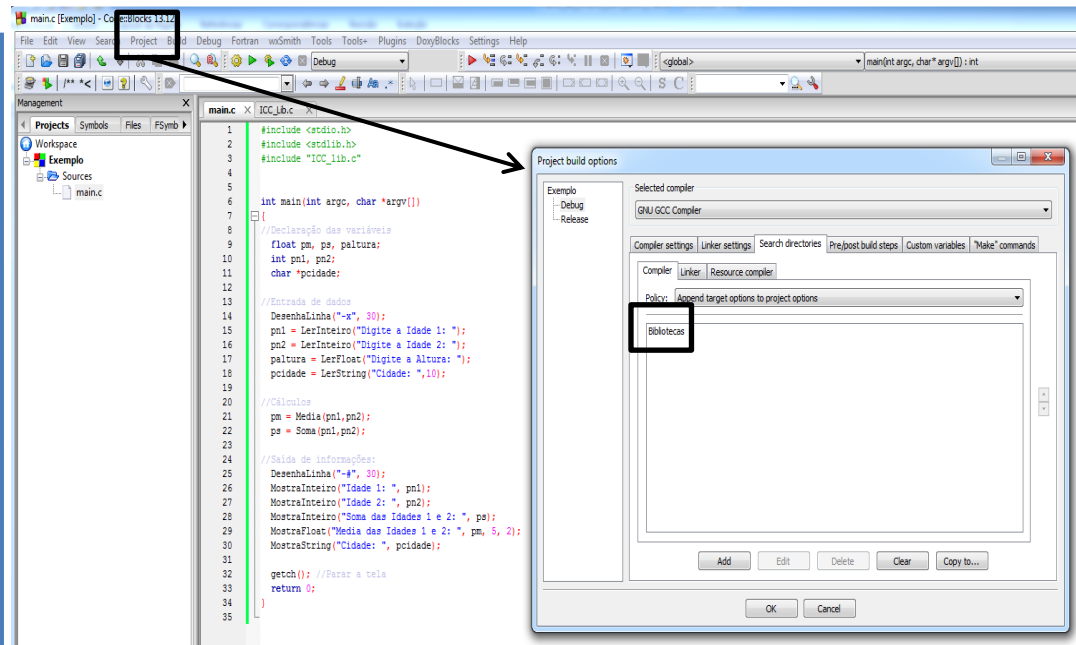 main.c [Exemplo] - Code::Blocks 13.12
File Edit View Search Project Build Debug Fortran wxSmith Tools Tools+ Plugins DoxyBlocks Settings Help
Debug
<global>
main(int argc, char* argv[]) : int
/** *<
S C
Management X
Projects Symbols Files FSymb
Workspace
Exemplo
Sources
main.c
main.c X ICC_Lib.c X
1 #include <stdio.h>
2 #include <stdlib.h>
3 #include "ICC_lib.c"
4
5
6 int main(int argc, char *argv[])
7 {
8 //Declaração das variáveis
9 float pm, ps, paltura;
10 int pn1, pn2;
11 char *pcidade;
12
13 //Entrada de dados
14 DesenhaLinha("-x", 30);
15 pn1 = LerInteiro("Digite a Idade 1: ");
16 pn2 = LerInteiro("Digite a Idade 2: ");
17 paltura = LerFloat("Digite a Altura: ");
18 pcidade = LerString("Cidade: ",10);
19
20 //Cálculos
21 pm = Media(pn1,pn2);
22 ps = Soma(pn1,pn2);
23
24 //Saída de informações:
25 DesenhaLinha("-#", 30);
26 MostraInteiro("Idade 1: ", pn1);
27 MostraInteiro("Idade 2: ", pn2);
28 MostraInteiro("Soma das Idades 1 e 2: ", ps);
29 MostraFloat("Media das Idades 1 e 2: ", pm, 5, 2);
30 MostraString("Cidade: ", pcidade);
31
32 getch(); //Parar a tela
33 return 0;
34 }
35
Project build options
Exemplo
Debug
Release
Selected compiler
GNU GCC Compiler
Compiler settings Linker settings Search directories Pre/post build steps Custom variables "Make" commands
Compiler Linker Resource compiler
Policy: Append target options to project options
Bibliotecas
Add Edit Delete Clear Copy to...
OK Cancel